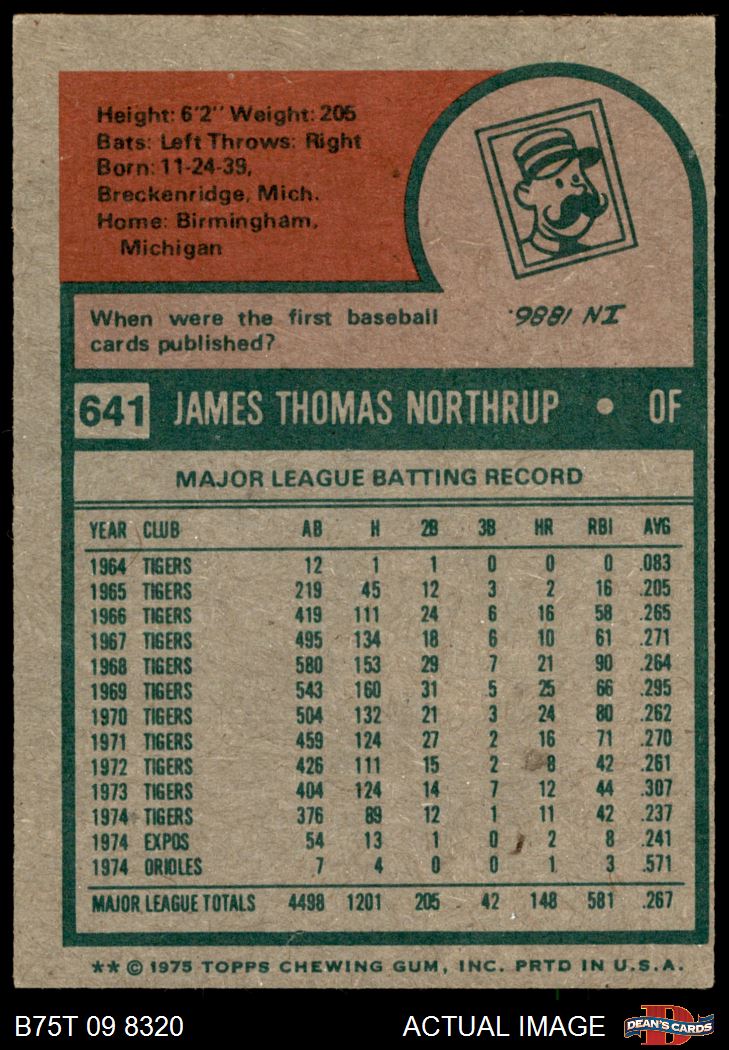 Height: 6'2" Weight: 205
Bats: Left Throws: Right
Born: 11-24-39,
Breckenridge, Mich.
Home: Birmingham,
Michigan
When were the first baseball
cards published?
IN 1886.
641 JAMES THOMAS NORTHRUP • OF
MAJOR LEAGUE BATTING RECORD
YEAR CLUB AB H 2B 3B HR RBI AVG
1964 TIGERS 12 1 1 0 0 0 .083
1965 TIGERS 219 45 12 3 2 16 .205
1966 TIGERS 419 111 24 6 16 58 .265
1967 TIGERS 495 134 18 6 10 61 .271
1968 TIGERS 580 153 29 7 21 90 .264
1969 TIGERS 543 160 31 5 25 66 .295
1970 TIGERS 504 132 21 3 24 80 .262
1971 TIGERS 459 124 27 2 16 71 .270
1972 TIGERS 426 111 15 2 8 42 .261
1973 TIGERS 404 124 14 7 12 44 .307
1974 TIGERS 376 89 12 1 11 42 .237
1974 EXPOS 54 13 1 0 2 8 .241
1974 ORIOLES 7 4 0 0 1 3 .571
MAJOR LEAGUE TOTALS 4498 1201 205 42 148 581 .267
** © 1975 TOPPS CHEWING GUM, INC. PRTD IN U.S.A.
B75T 09 8320 ACTUAL IMAGE
D
DEAN'S CARDS